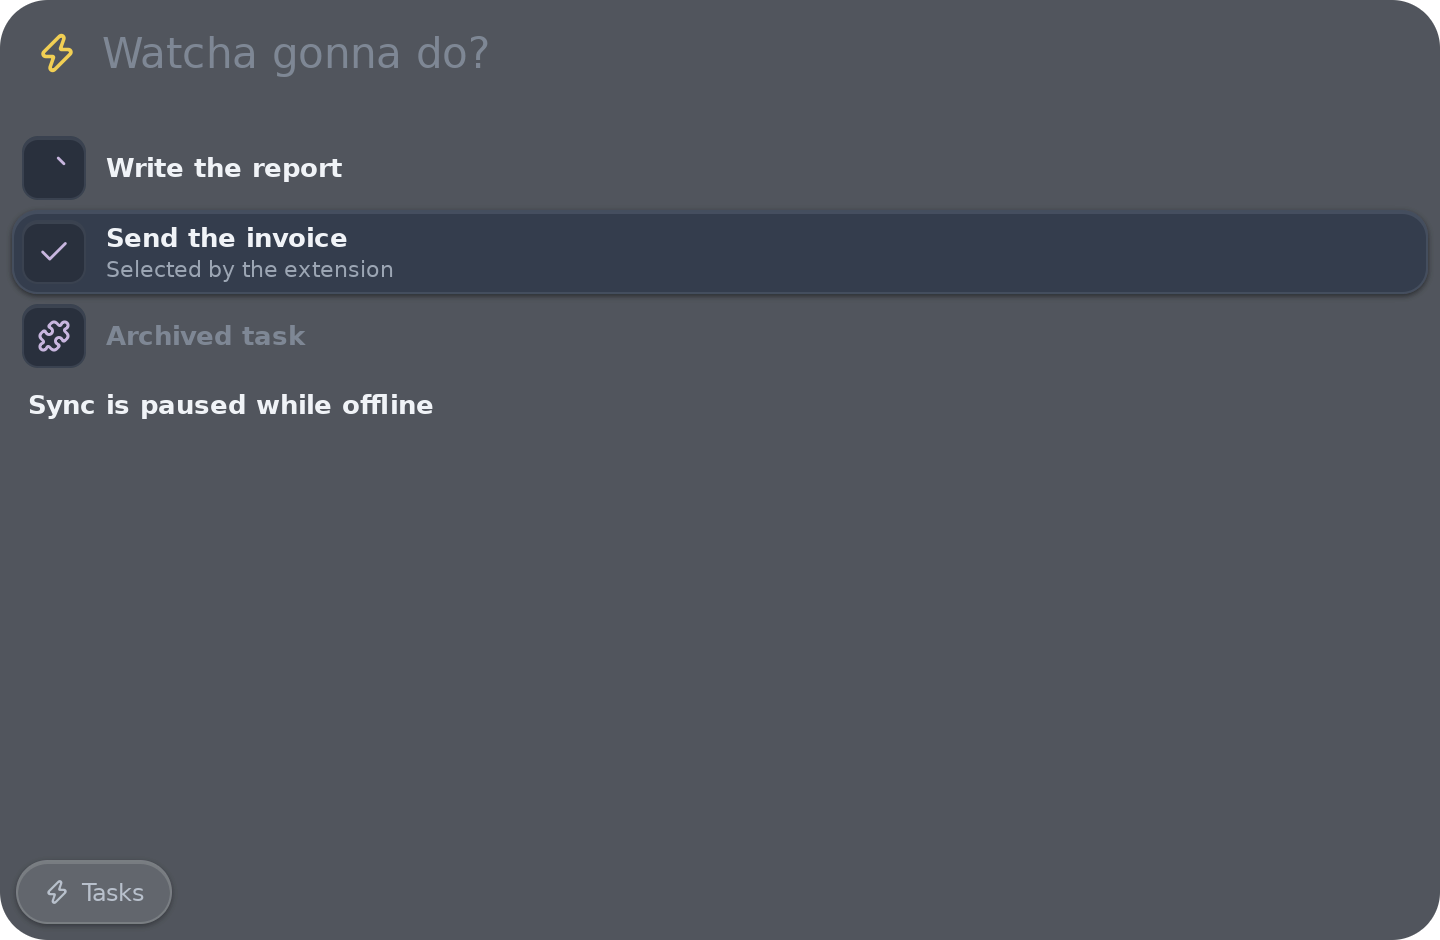 Watcha gonna do?
Write the report
Send the invoice
Selected by the extension
Archived task
Sync is paused while offline
Tasks